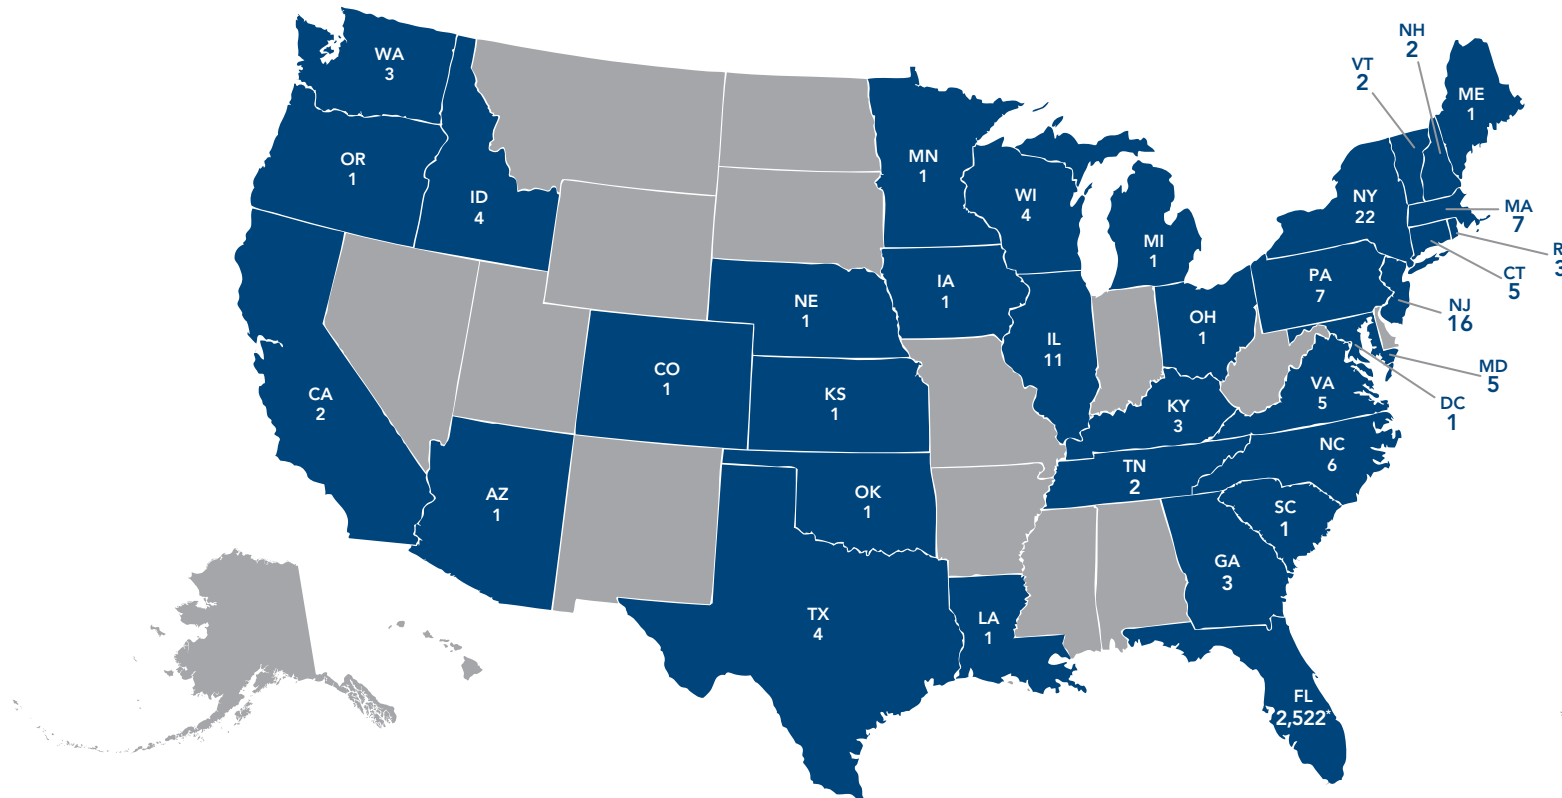 WA
3
OR
1
ID
4
CA
2
AZ
1
CO
1
NE
1
KS
1
OK
1
TX
4
MN
1
IA
1
WI
4
IL
11
MI
1
OH
1
KY
3
TN
2
LA
1
GA
3
FL
2,522*
SC
1
NC
6
VA
5
PA
7
NY
22
VT
2
NH
2
ME
1
MA
7
R
3
CT
5
NJ
16
MD
5
DC
1